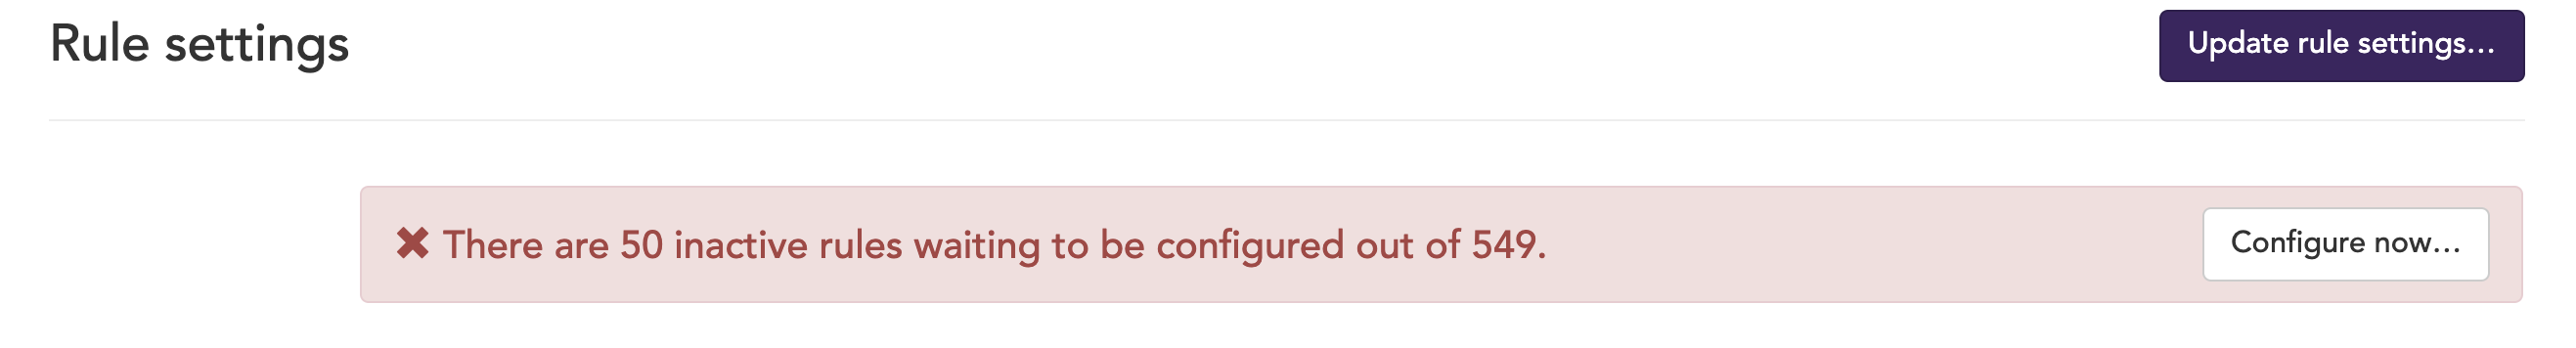 Rule settings
Update rule settings...
There are 50 inactive rules waiting to be configured out of 549.
Configure now...